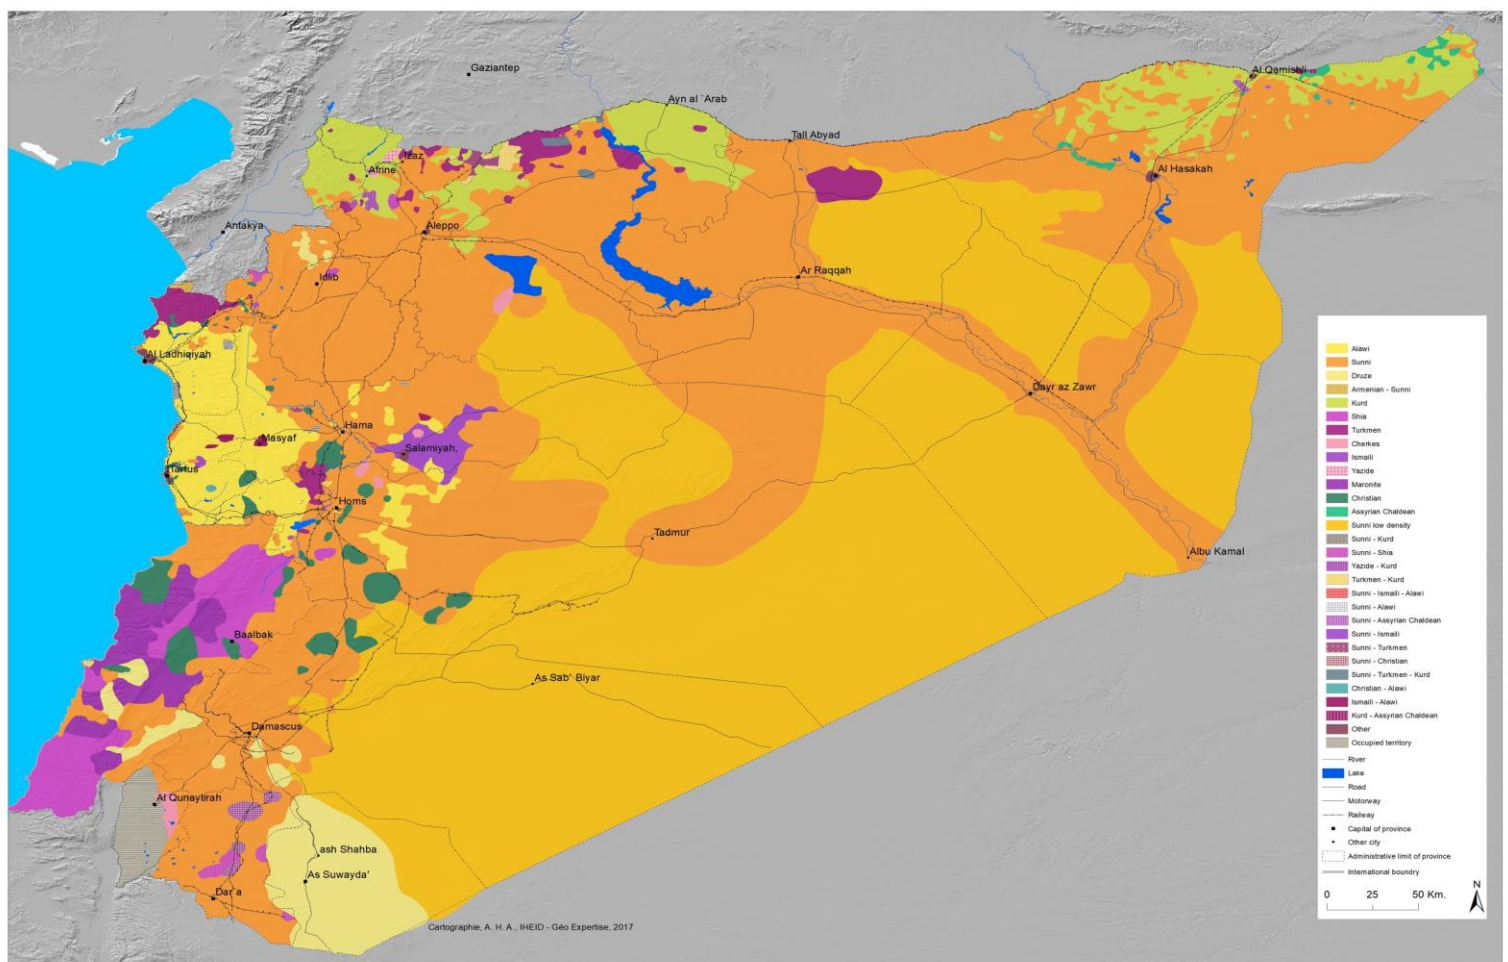 Gaziantep
Ayn al `Arab
Al Qamishli
Tall Abyad
Izaz
Afrine
Al Hasakah
Antakya
Aleppo
Idlib
Ar Raqqah
Al Ladhiqiyah
Dayr az Zawr
Hama
Masyaf
Salamiyah,
Tartus
Homs
Tadmur
Albu Kamal
Baalbak
As Sab' Biyar
Damascus
Al Qunaytirah
ash Shahba
As Suwayda'
Dar`a
Cartographie, A. H. A., IHEID - Géo Expertise, 2017
Alawi
Sunni
Druze
Armenian - Sunni
Kurd
Shia
Turkmen
Cherkes
Ismaili
Yazide
Maronite
Christian
Assyrian Chaldean
Sunni low density
Sunni - Kurd
Sunni - Shia
Yazide - Kurd
Turkmen - Kurd
Sunni - Ismaili - Alawi
Sunni - Alawi
Sunni - Assyrian Chaldean
Sunni - Ismaili
Sunni - Turkmen
Sunni - Christian
Sunni - Turkmen - Kurd
Christian - Alawi
Ismaili - Alawi
Kurd - Assyrian Chaldean
Other
Occupied territory
River
Lake
Road
Motorway
Railway
Capital of province
Other city
Administrative limit of province
International boundry
N
0 25 50 Km.